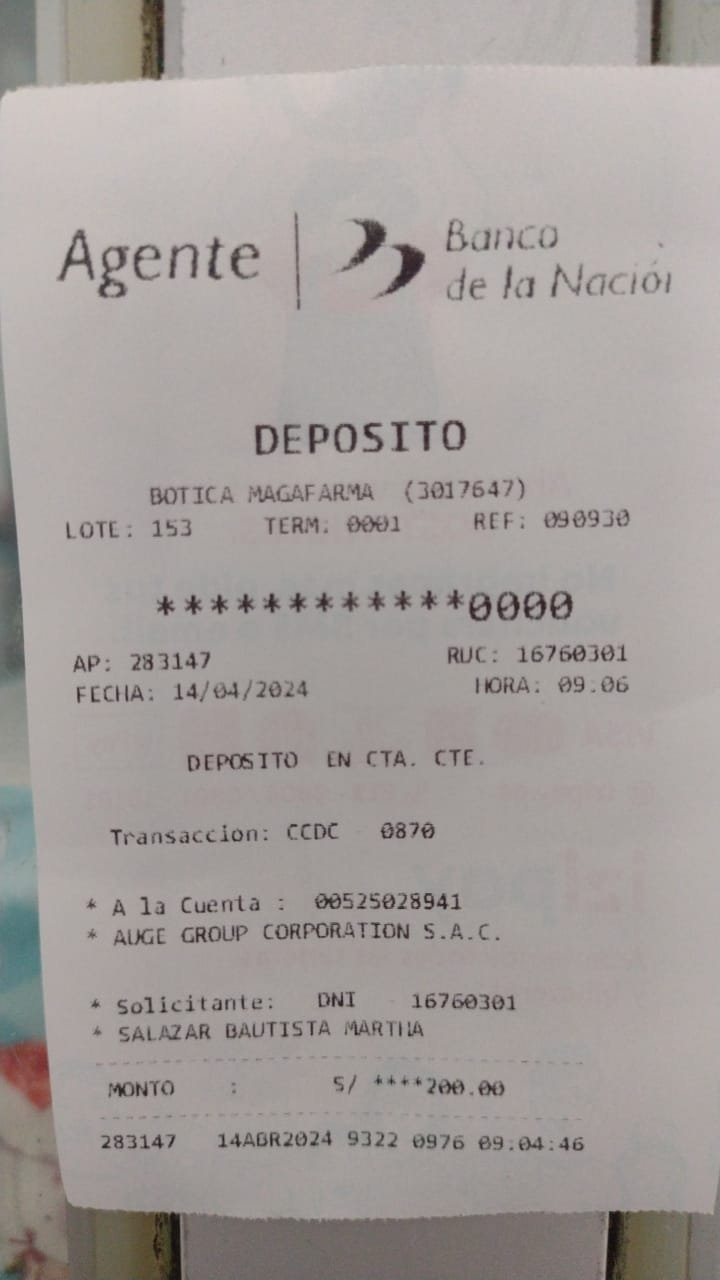 Agente | Banco
de la Nación
DEPOSITO
BOTICA MAGAFARMA (3017647)
LOTE: 153 TERM: 0001 REF: 090930
************0000
AP: 283147 RUC: 16760301
FECHA: 14/04/2024 HORA: 09:06
DEPOSITO EN CTA. CTE.
Transaccion: CCDC 0870
* A la Cuenta : 00525028941
* AUGE GROUP CORPORATION S.A.C.
* Solicitante: DNI 16760301
* SALAZAR BAUTISTA MARTHA
MONTO : S/ ****200.00
283147 14ABR2024 9322 0976 09:04:46